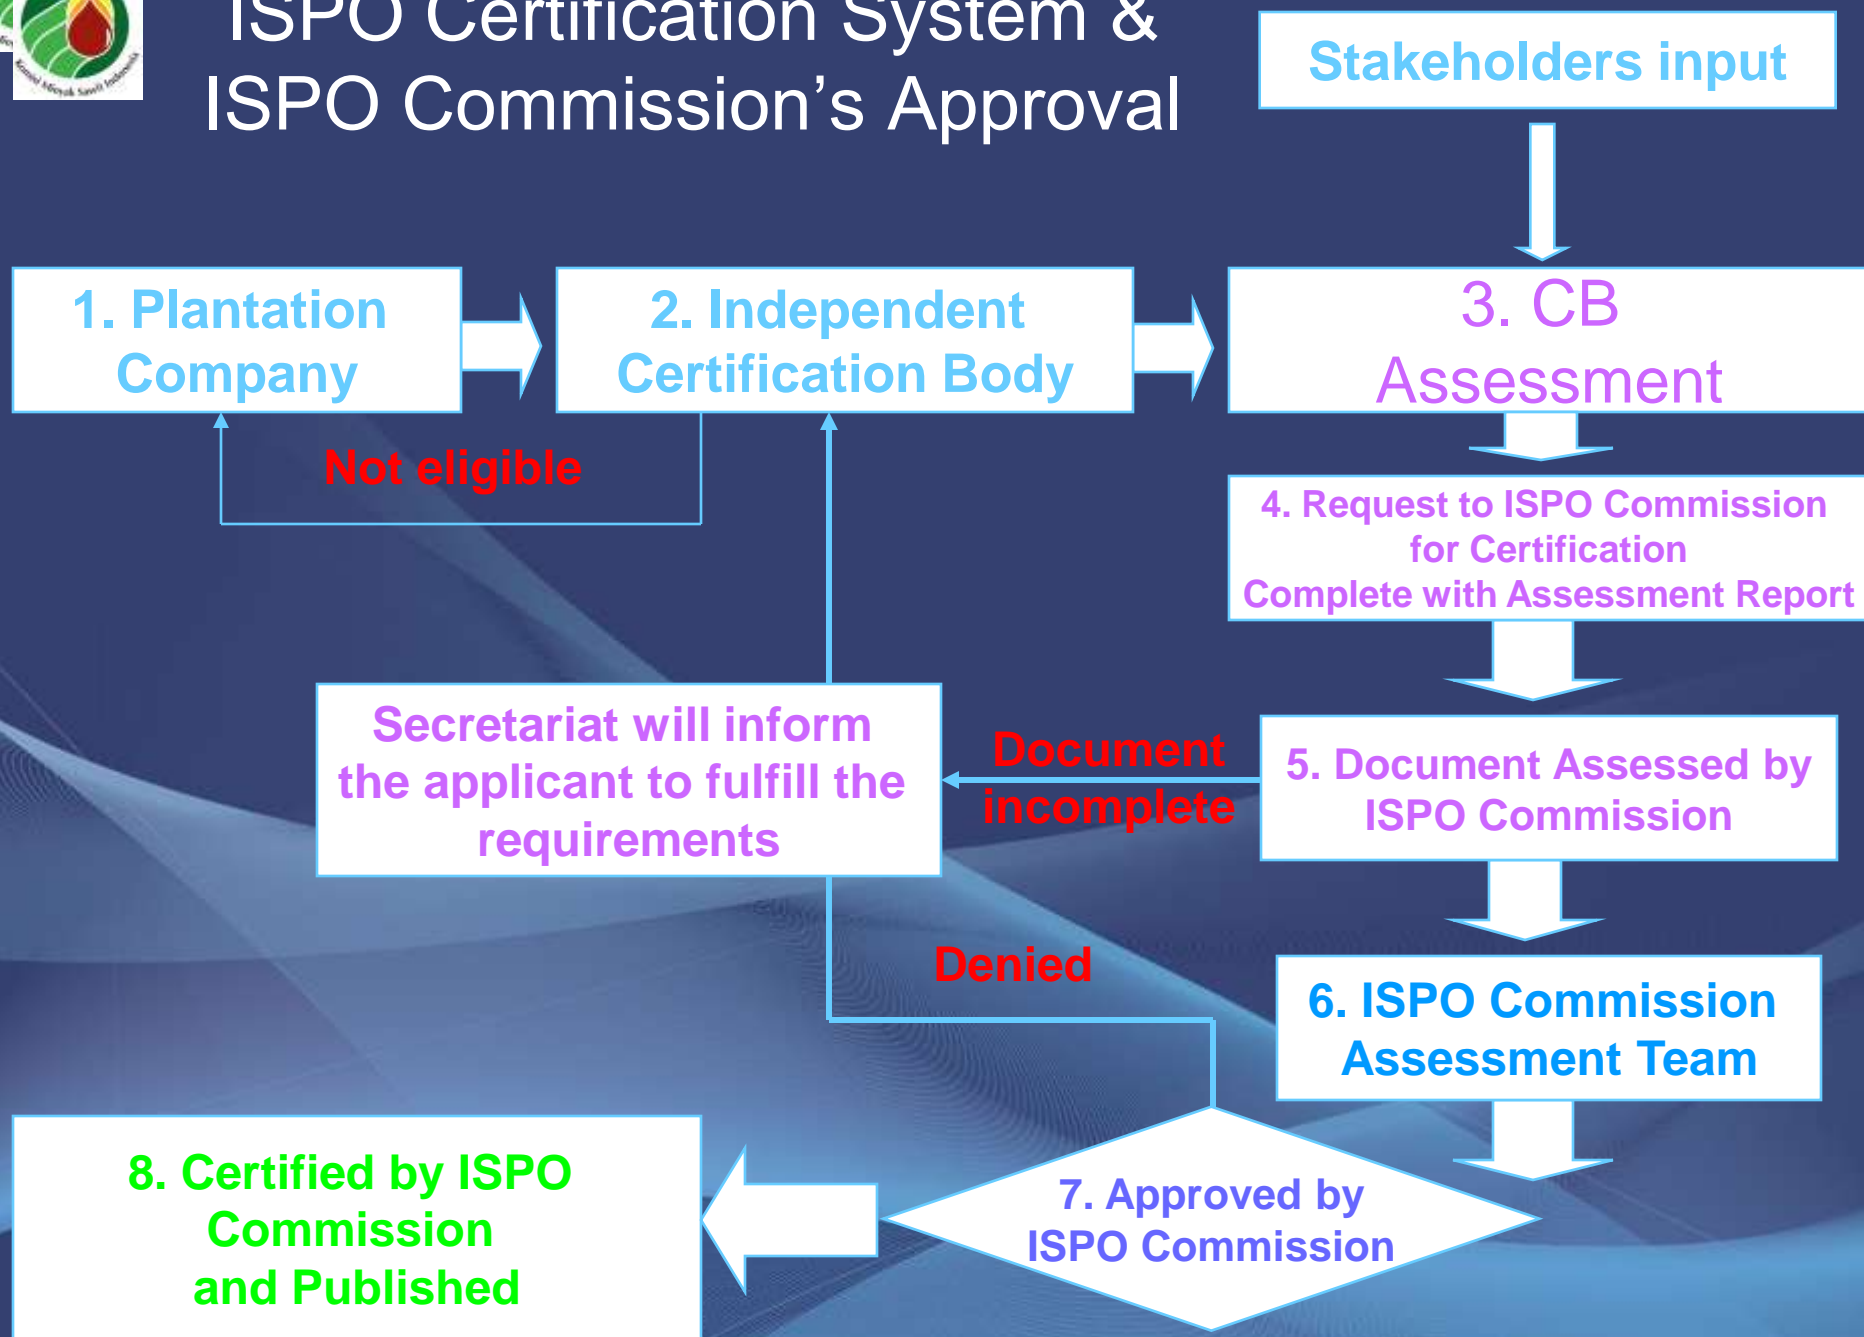 ISPO Certification System &
ISPO Commission's Approval
Stakeholders input
1. Plantation
Company
2. Independent
Certification Body
3. CB
Assessment
Not eligible
4. Request to ISPO Commission
for Certification
Complete with Assessment Report
Secretariat will inform
the applicant to fulfill the
requirements
Document
incomplete
5. Document Assessed by
ISPO Commission
Denied
6. ISPO Commission
Assessment Team
7. Approved by
ISPO Commission
8. Certified by ISPO
Commission
and Published